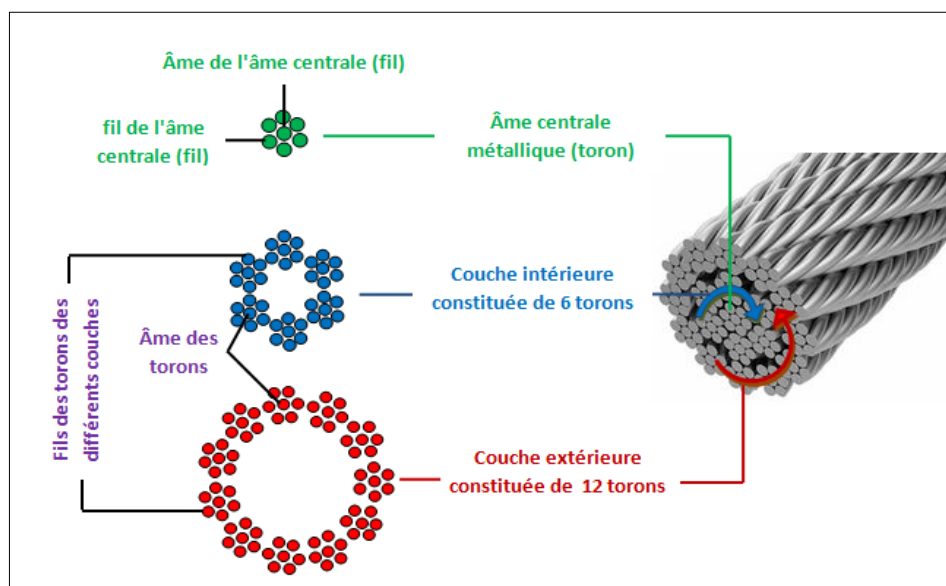 Âme de l'âme centrale (fil)
fil de l'âme
centrale (fil)
Âme centrale
métallique (toron)
Couche intérieure
constituée de 6 torons
Âme des
torons
Fils des torons des
différents couches
Couche extérieure
constituée de 12 torons